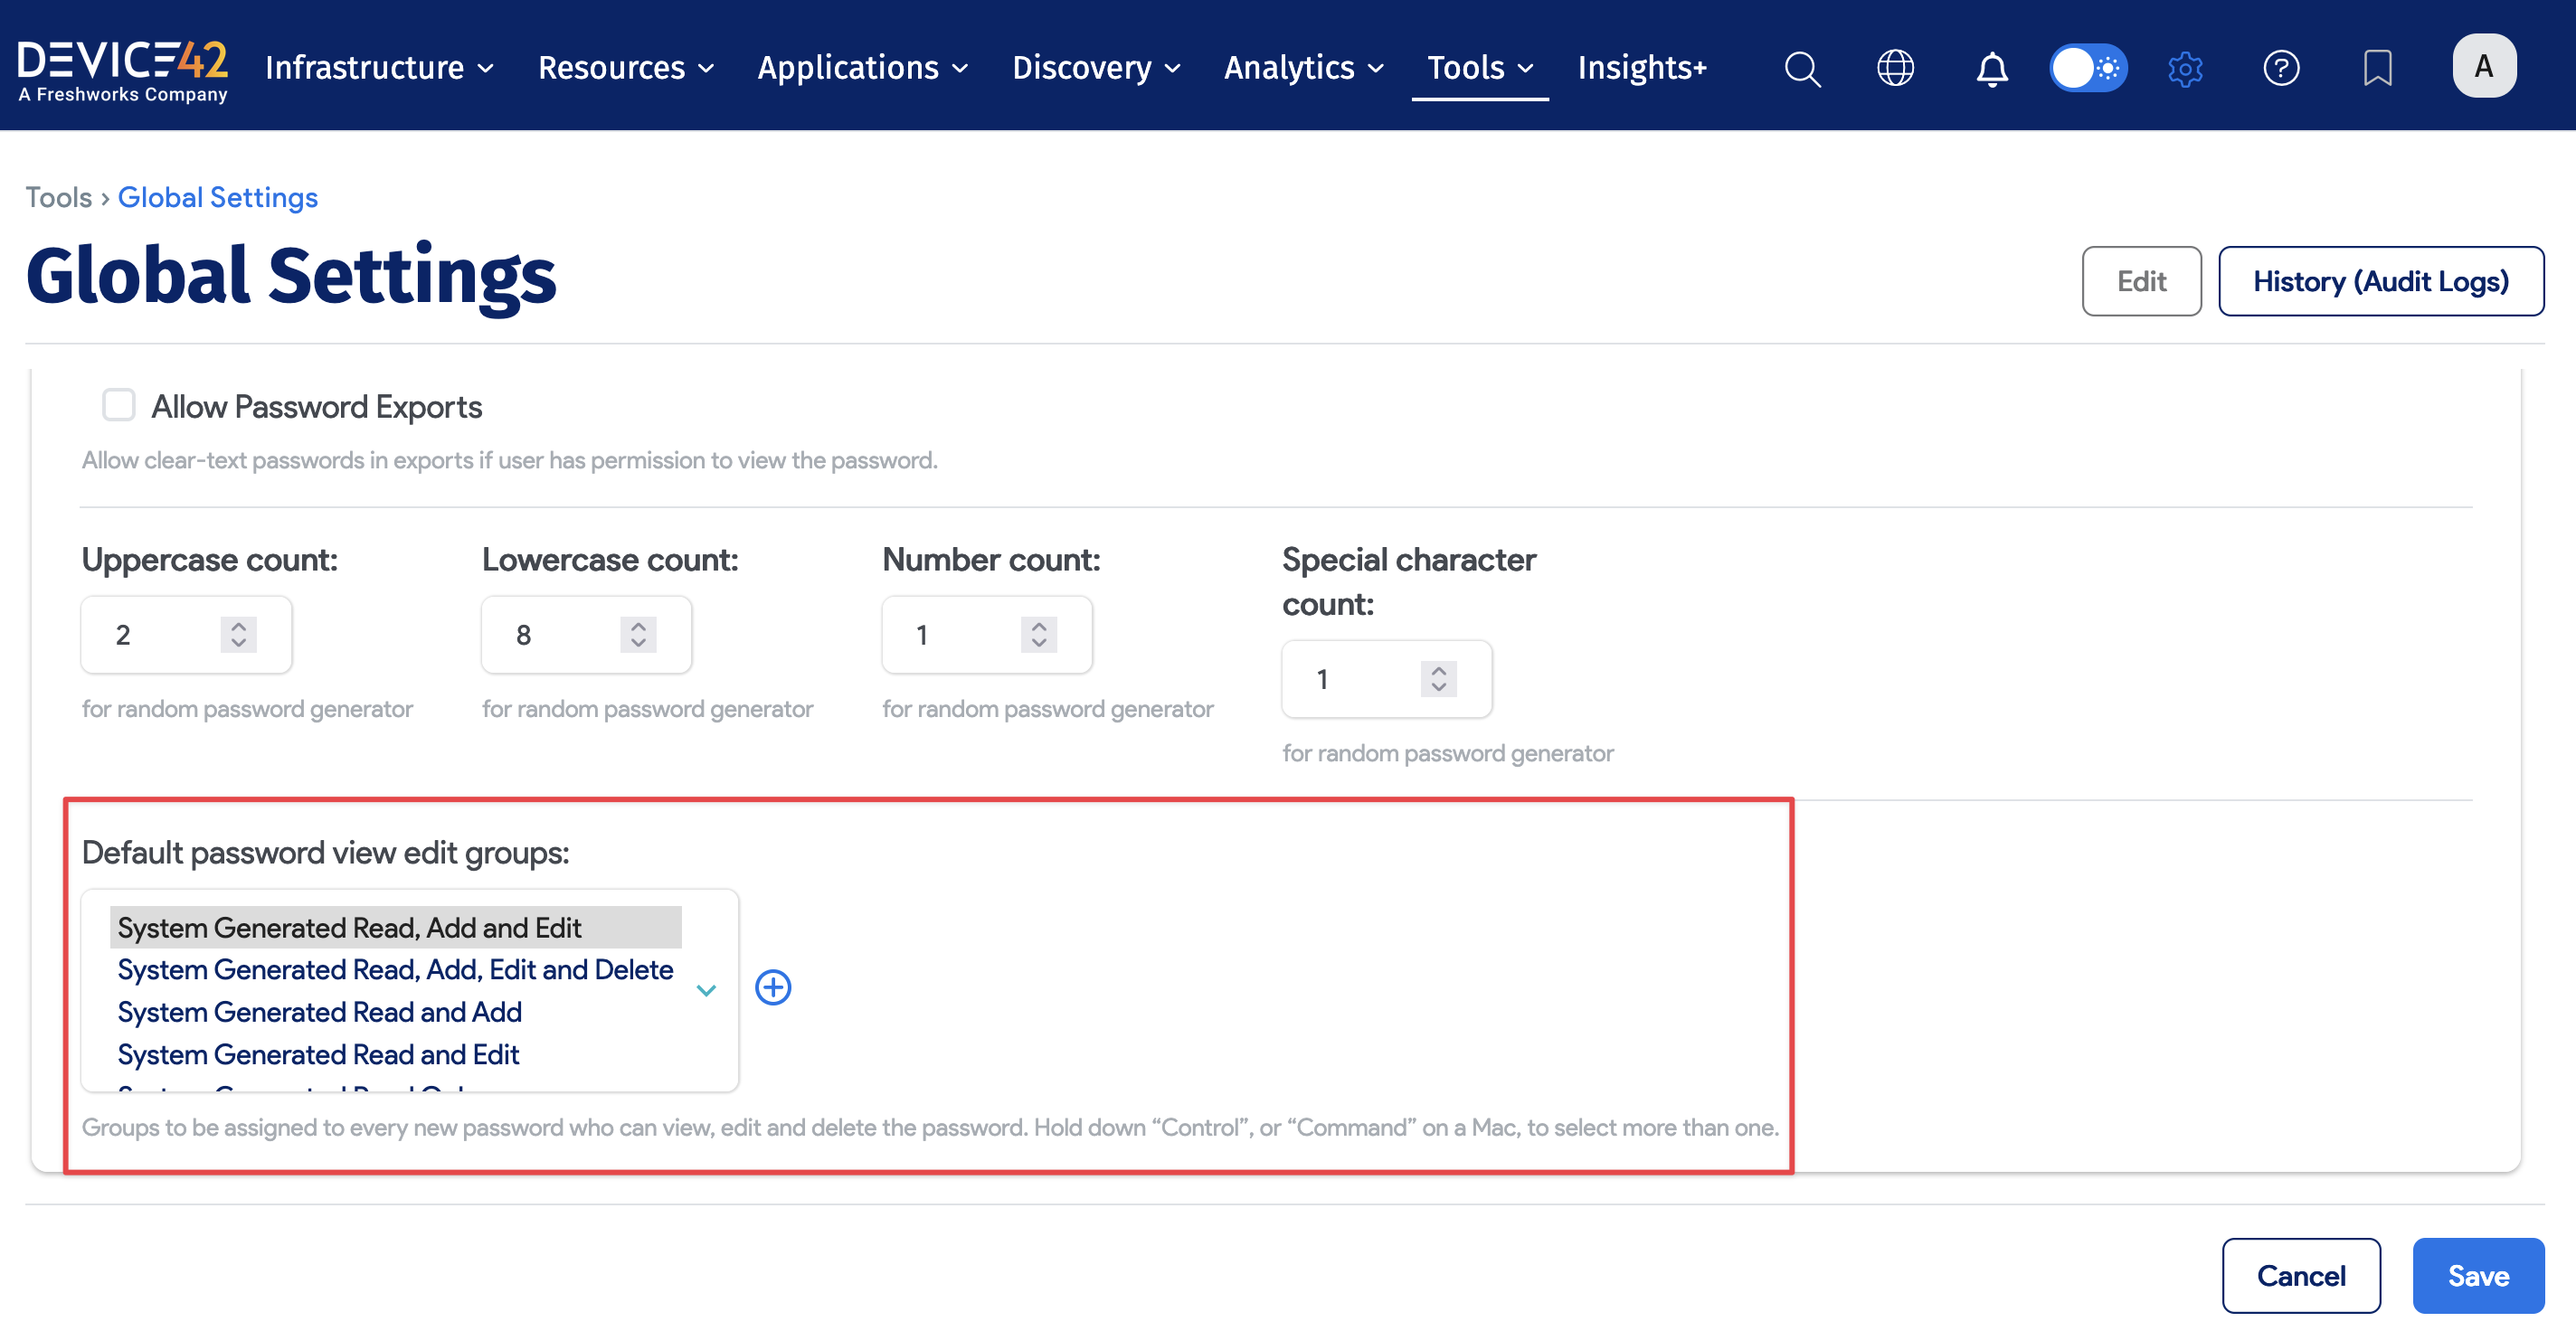 DEVICE42
A Freshworks Company
Infrastructure Resources Applications Discovery Analytics Tools Insights+
A
Tools › Global Settings
Global Settings
Edit
History (Audit Logs)
Allow Password Exports
Allow clear-text passwords in exports if user has permission to view the password.
Uppercase count:
2
for random password generator
Lowercase count:
8
for random password generator
Number count:
1
for random password generator
Special character
count:
1
for random password generator
Default password view edit groups:
System Generated Read, Add and Edit
System Generated Read, Add, Edit and Delete
System Generated Read and Add
System Generated Read and Edit
Groups to be assigned to every new password who can view, edit and delete the password. Hold down “Control”, or “Command” on a Mac, to select more than one.
Cancel
Save